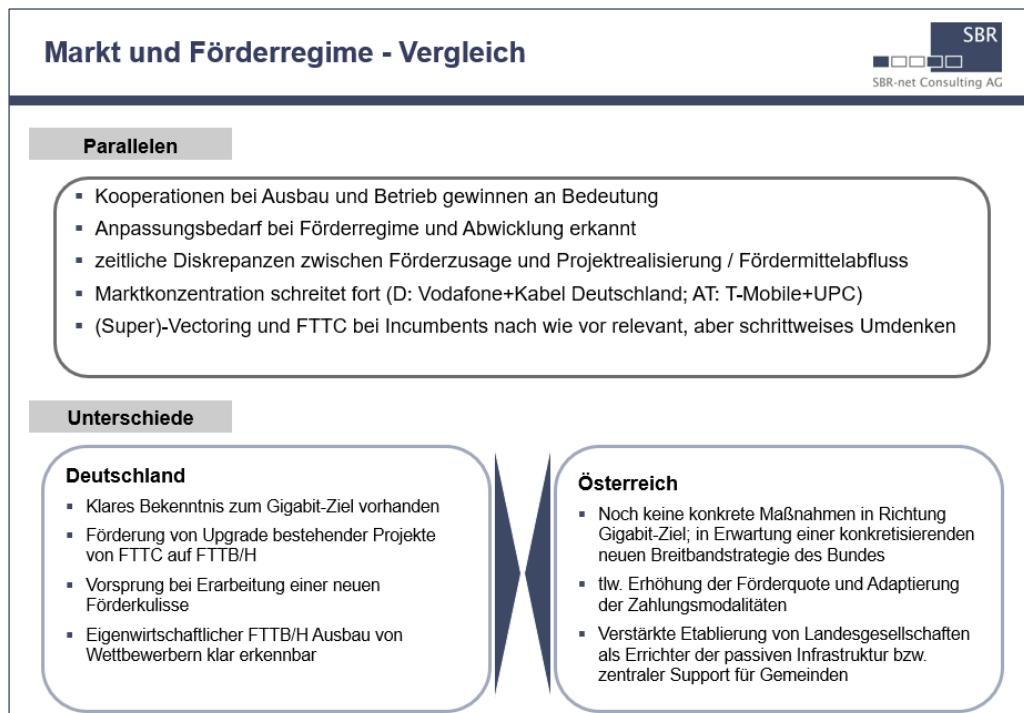 Markt und Förderregime - Vergleich
SBR
SBR-net Consulting AG
Parallelen
▪ Kooperationen bei Ausbau und Betrieb gewinnen an Bedeutung
▪ Anpassungsbedarf bei Förderregime und Abwicklung erkannt
▪ zeitliche Diskrepanzen zwischen Förderzusage und Projektrealisierung / Fördermittelabfluss
▪ Marktkonzentration schreitet fort (D: Vodafone+Kabel Deutschland; AT: T-Mobile+UPC)
▪ (Super)-Vectoring und FTTC bei Incumbents nach wie vor relevant, aber schrittweises Umdenken
Unterschiede
Deutschland
▪ Klares Bekenntnis zum Gigabit-Ziel vorhanden
▪ Förderung von Upgrade bestehender Projekte
von FTTC auf FTTB/H
▪ Vorsprung bei Erarbeitung einer neuen
Förderkulisse
▪ Eigenwirtschaftlicher FTTB/H Ausbau von
Wettbewerbern klar erkennbar
Österreich
▪ Noch keine konkrete Maßnahmen in Richtung
Gigabit-Ziel; in Erwartung einer konkretisierenden
neuen Breitbandstrategie des Bundes
▪ tlw. Erhöhung der Förderquote und Adaptierung
der Zahlungsmodalitäten
▪ Verstärkte Etablierung von Landesgesellschaften
als Errichter der passiven Infrastruktur bzw.
zentraler Support für Gemeinden